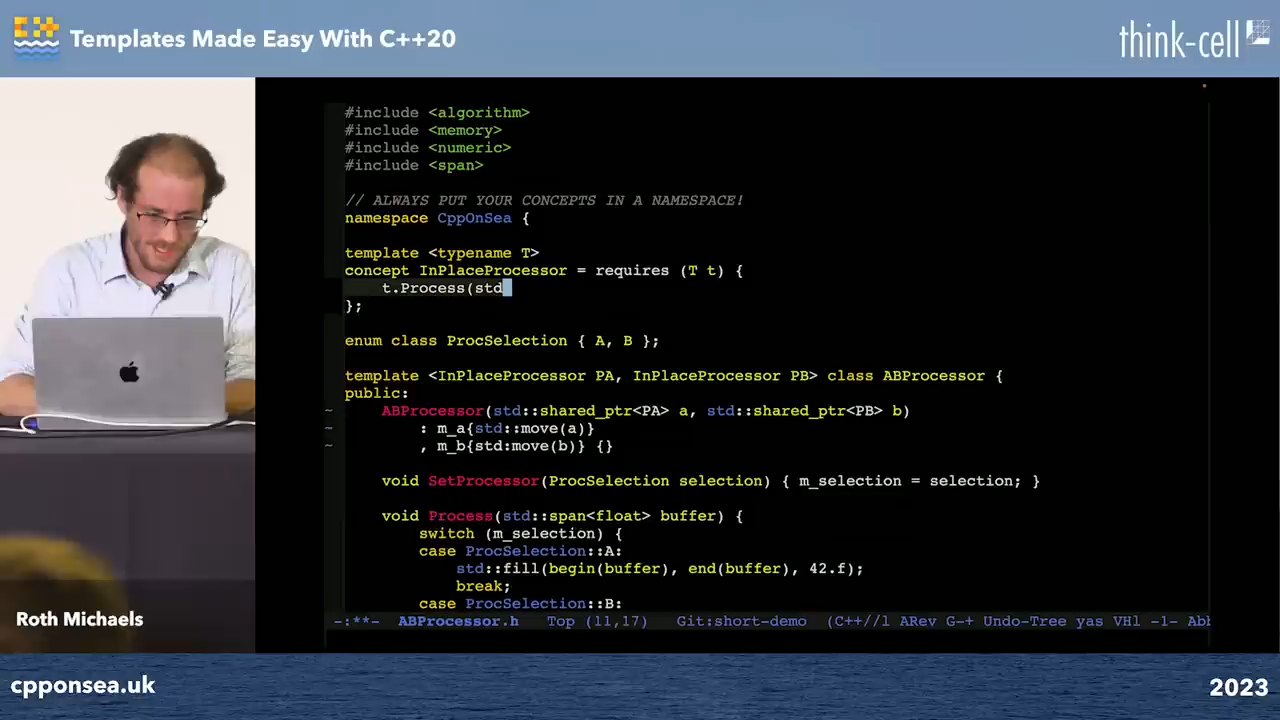 Templates Made Easy With C++20
think-cell
#include <algorithm>
#include <memory>
#include <numeric>
#include <span>
// ALWAYS PUT YOUR CONCEPTS IN A NAMESPACE!
namespace CppOnSea {
template <typename T>
concept InPlaceProcessor = requires (T t) {
t.Process(std
};
enum class ProcSelection { A, B };
template <InPlaceProcessor PA, InPlaceProcessor PB> class ABProcessor {
public:
~ ABProcessor(std::shared_ptr<PA> a, std::shared_ptr<PB> b)
~ : m_a{std::move(a)}
~ , m_b{std:move(b)} {}
void SetProcessor(ProcSelection selection) { m_selection = selection; }
void Process(std::span<float> buffer) {
switch (m_selection) {
case ProcSelection::A:
std::fill(begin(buffer), end(buffer), 42.f);
break;
case ProcSelection::B:
-:**- ABProcessor.h Top (11,17) Git:short-demo (C++//l ARev G-+ Undo-Tree yas VHl -1- Abb
Roth Michaels
cpponsea.uk
2023